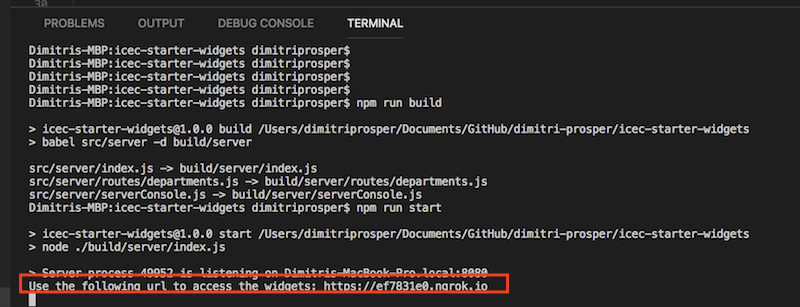 30
PROBLEMS OUTPUT DEBUG CONSOLE TERMINAL
Dimitris-MBP:icec-starter-widgets dimitriprosper$
Dimitris-MBP:icec-starter-widgets dimitriprosper$
Dimitris-MBP:icec-starter-widgets dimitriprosper$
Dimitris-MBP:icec-starter-widgets dimitriprosper$
Dimitris-MBP:icec-starter-widgets dimitriprosper$ npm run build
> icec-starter-widgets@1.0.0 build /Users/dimitriprosper/Documents/GitHub/dimitri-prosper/icec-starter-widgets
> babel src/server -d build/server
src/server/index.js -> build/server/index.js
src/server/routes/departments.js -> build/server/routes/departments.js
src/server/serverConsole.js -> build/server/serverConsole.js
Dimitris-MBP:icec-starter-widgets dimitriprosper$ npm run start
> icec-starter-widgets@1.0.0 start /Users/dimitriprosper/Documents/GitHub/dimitri-prosper/icec-starter-widgets
> node ./build/server/index.js
> Server process 49952 is listening on Dimitris-MacBook-Pro.local:8080
Use the following url to access the widgets: https://ef7831e0.ngrok.io